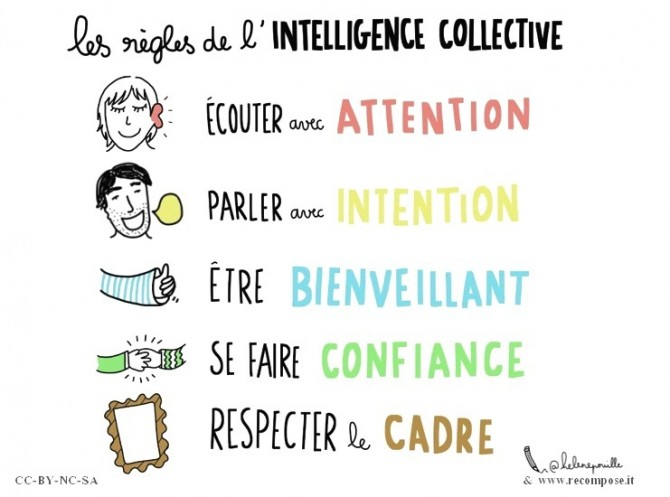 les règles de l'INTELLIGENCE COLLECTIVE
ÉCOUTER avec ATTENTION
PARLER avec INTENTION
ÊTRE BIENVEILLANT
SE FAIRE CONFIANCE
RESPECTER le CADRE
@helenepouille
CC-BY-NC-SA
& www.recompose.it